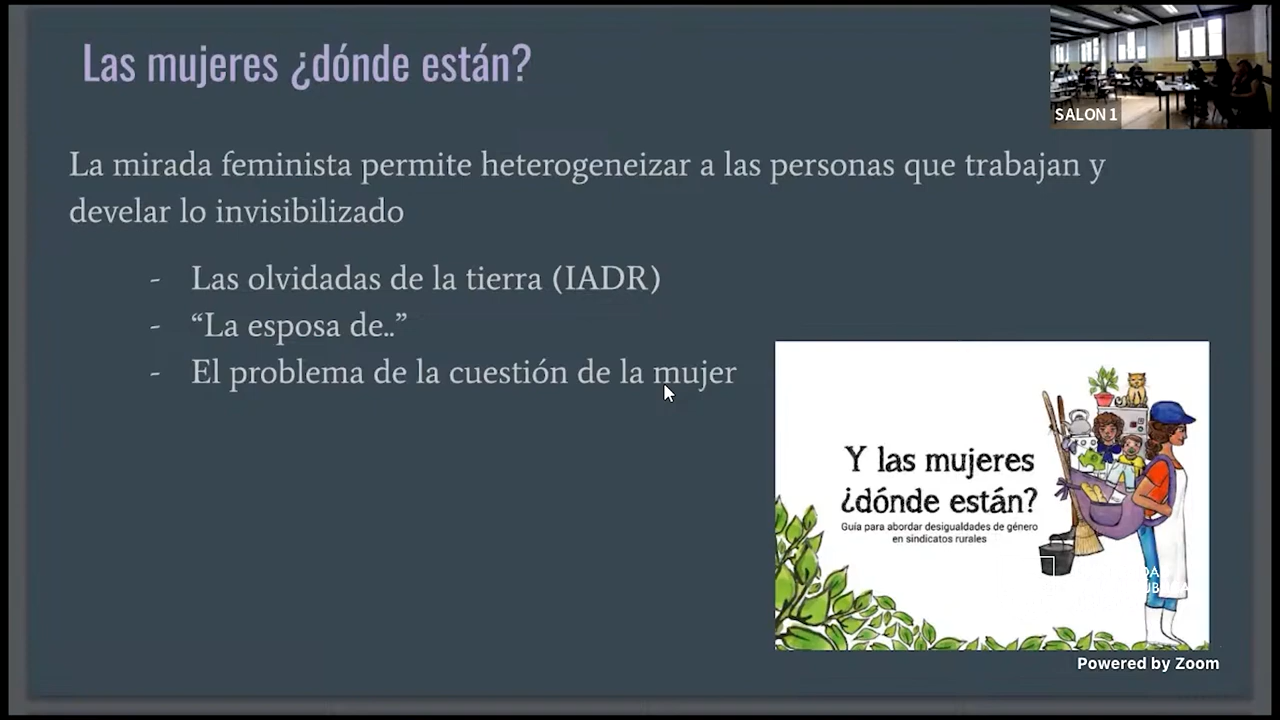 Las mujeres ¿dónde están?
SALON 1
La mirada feminista permite heterogeneizar a las personas que trabajan y
develar lo invisibilizado
- Las olvidadas de la tierra (IADR)
- “La esposa de..”
- El problema de la cuestión de la mujer
Y las mujeres
¿dónde están?
Guía para abordar desigualdades de género
en sindicatos rurales
Powered by Zoom